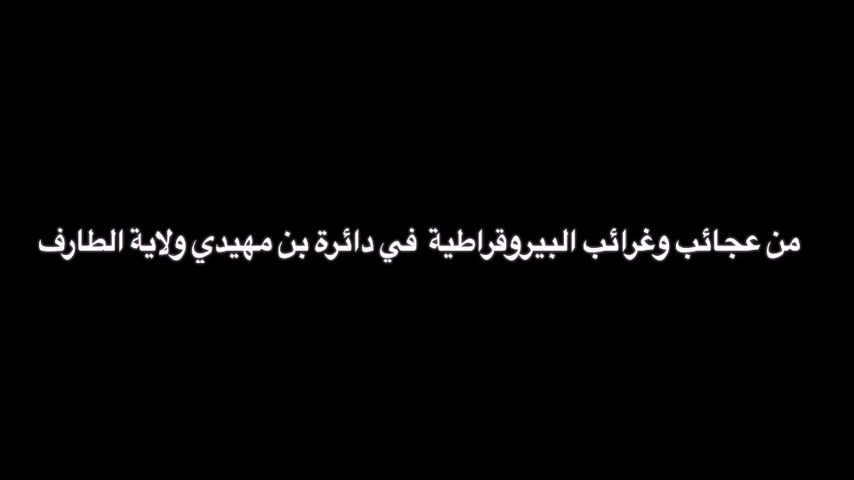 من عجائب وغرائب البيروقراطية في دائرة بن مهيدي ولاية الطارف